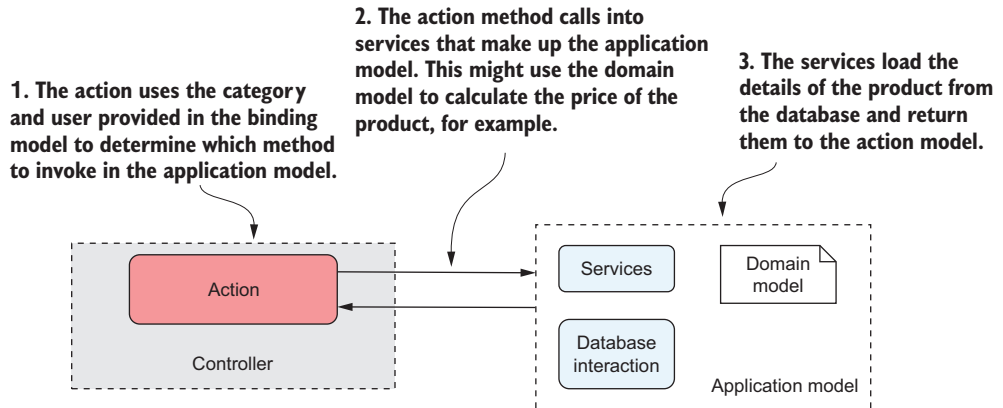 1. The action uses the category
and user provided in the binding
model to determine which method
to invoke in the application model.
2. The action method calls into
services that make up the application
model. This might use the domain
model to calculate the price of the
product, for example.
3. The services load the
details of the product from
the database and return
them to the action model.
Action
Controller
Services
Domain
model
Database
interaction
Application model